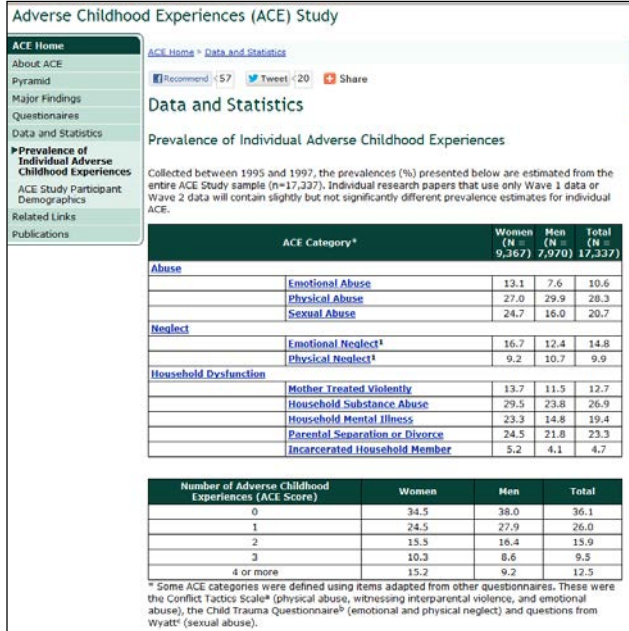 Adverse Childhood Experiences (ACE) Study
ACE Home
About ACE
Pyramid
Major Findings
Questionaires
Data and Statistics
Prevalence of
Individual Adverse
Childhood Experiences
ACE Study Participant
Demographics
Related Links
Publications
ACE Home > Data and Statistics
Recommend 57 Tweet 20 Share
Data and Statistics
Prevalence of Individual Adverse Childhood Experiences
Collected between 1995 and 1997, the prevalences (%) presented below are estimated from the
entire ACE Study sample (n=17,337). Individual research papers that use only Wave 1 data or
Wave 2 data will contain slightly but not significantly different prevalence estimates for individual
ACE.
ACE Category* Women (N = 9,367) Men (N = 7,970) Total (N = 17,337)
Abuse
Emotional Abuse 13.1 7.6 10.6
Physical Abuse 27.0 29.9 28.3
Sexual Abuse 24.7 16.0 20.7
Neglect
Emotional Neglect¹ 16.7 12.4 14.8
Physical Neglect¹ 9.2 10.7 9.9
Household Dysfunction
Mother Treated Violently 13.7 11.5 12.7
Household Substance Abuse 29.5 23.8 26.9
Household Mental Illness 23.3 14.8 19.4
Parental Separation or Divorce 24.5 21.8 23.3
Incarcerated Household Member 5.2 4.1 4.7
Number of Adverse Childhood
Experiences (ACE Score) Women Men Total
0 34.5 38.0 36.1
1 24.5 27.9 26.0
2 15.5 16.4 15.9
3 10.3 8.6 9.5
4 or more 15.2 9.2 12.5
* Some ACE categories were defined using items adapted from other questionnaires. These were
the Conflict Tactics Scaleᵃ (physical abuse, witnessing interparental violence, and emotional
abuse), the Child Trauma Questionnaireᵇ (emotional and physical neglect) and questions from
Wyattᶜ (sexual abuse).